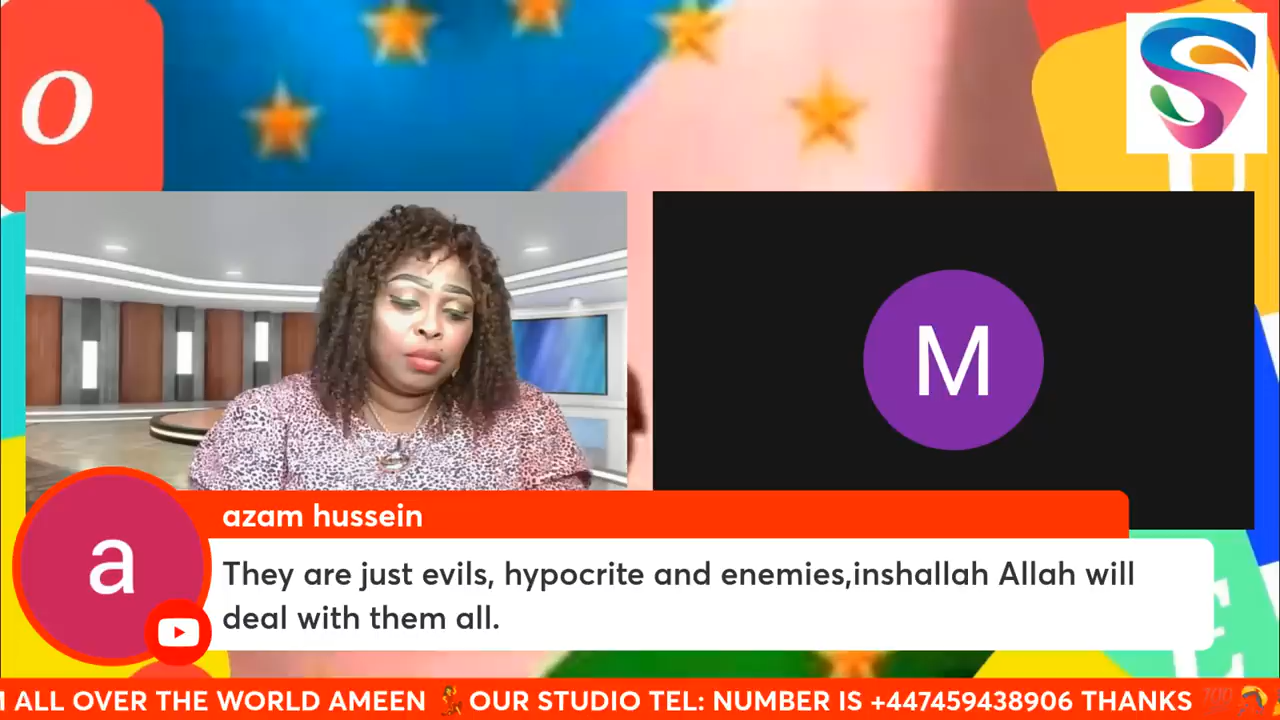 O
S
U
M
azam hussein
a
They are just evils, hypocrite and enemies,inshallah Allah will
deal with them all.
E
M ALL OVER THE WORLD AMEEN 💃 OUR STUDIO TEL: NUMBER IS +447459438906 THANKS 💯